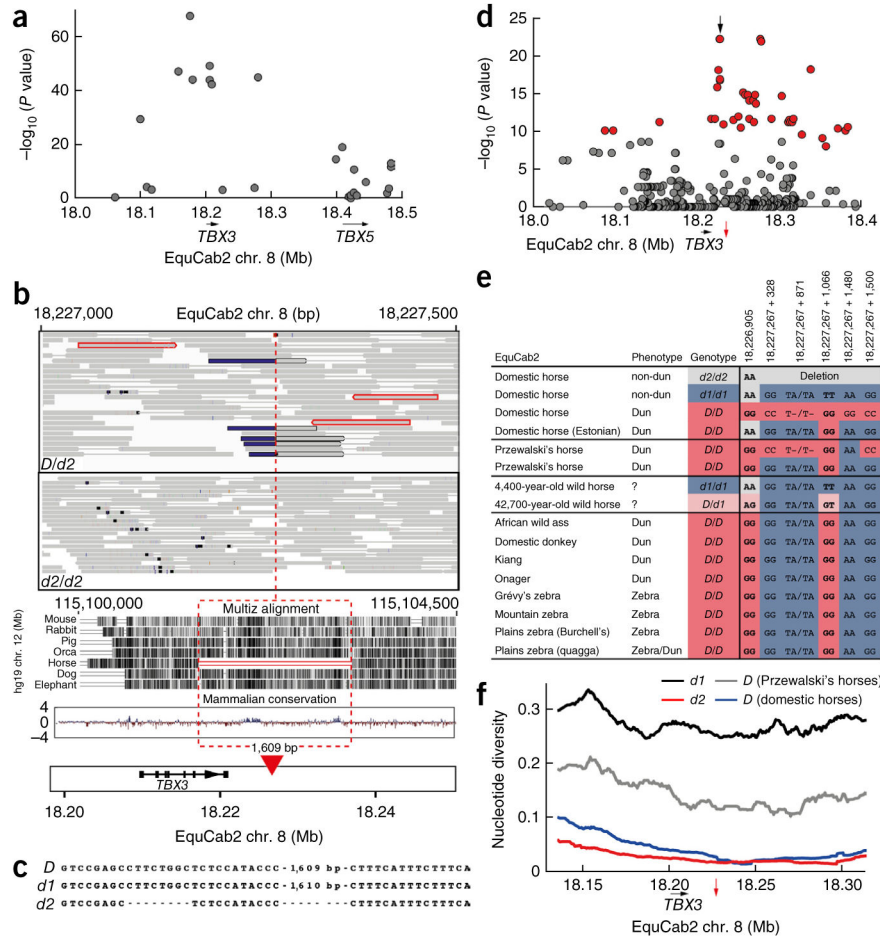 a
–log10 (P value)
60
40
20
0
18.0 18.1 18.2 18.3 18.4 18.5
TBX3 TBX5
EquCab2 chr. 8 (Mb)
b
18,227,000 EquCab2 chr. 8 (bp) 18,227,500
D/d2
d2/d2
115,100,000 115,104,500
Multiz alignment
hg19 chr. 12 (Mb)
Mouse
Rabbit
Pig
Orca
Horse
Dog
Elephant
Mammalian conservation
4
0
–4
1,609 bp
TBX3
18.20 18.22 18.24
EquCab2 chr. 8 (Mb)
c
D GTCCGAGCCTTCTGGCTCTCCATACCC-1,609 bp-CTTTCATTTCTTTCA
d1 GTCCGAGCCTTCTGGCTCTCCATACCC-1,610 bp-CTTTCATTTCTTTCA
d2 GTCCGAGC--------TCTCCATACCC----------CTTTCATTTCTTTCA
d
–log10 (P value)
25
20
15
10
5
0
18.0 18.1 18.2 18.3 18.4
EquCab2 chr. 8 (Mb) TBX3
e
EquCab2 Phenotype Genotype 18,226,905 18,227,267 + 328 18,227,267 + 871 18,227,267 + 1,066 18,227,267 + 1,480 18,227,267 + 1,500
Domestic horse non-dun d2/d2 AA Deletion
Domestic horse non-dun d1/d1 AA GG TA/TA TT AA GG
Domestic horse Dun D/D GG CC T-/T- GG GG CC
Domestic horse (Estonian) Dun D/D AA GG TA/TA GG AA GG
Przewalski's horse Dun D/D GG CC T-/T- GG AA CC
Przewalski's horse Dun D/D GG GG TA/TA GG AA GG
4,400-year-old wild horse ? d1/d1 AA GG TA/TA TT AA GG
42,700-year-old wild horse ? D/d1 AG GG TA/TA GT AA GG
African wild ass Dun D/D GG GG TA/TA GG AA GG
Domestic donkey Dun D/D GG GG TA/TA GG AA GG
Kiang Dun D/D GG GG TA/TA GG AA GG
Onager Dun D/D GG GG TA/TA GG AA GG
Grévy's zebra Zebra D/D GG GG TA/TA GG AA GG
Mountain zebra Zebra D/D GG GG TA/TA GG AA GG
Plains zebra (Burchell's) Zebra D/D GG GG TA/TA GG AA GG
Plains zebra (quagga) Zebra/Dun D/D GG GG TA/TA GG AA GG
f
d1 D (Przewalski's horses)
d2 D (domestic horses)
Nucleotide diversity
0.3
0.2
0.1
0
18.15 18.20 18.25 18.30
TBX3
EquCab2 chr. 8 (Mb)